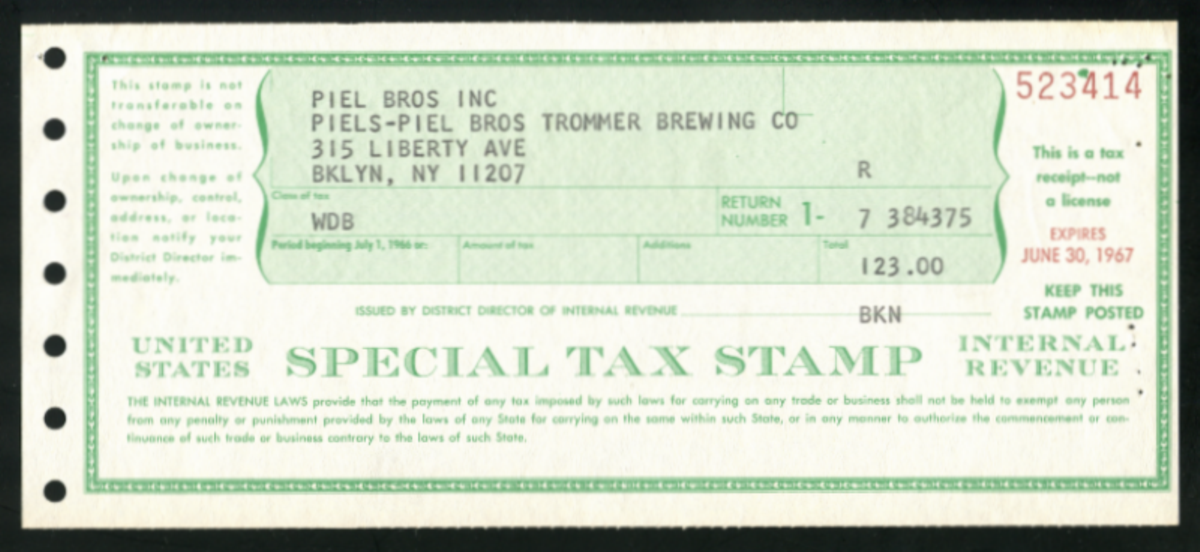 This stamp is not
transferable on
change of owner-
ship of business.
Upon change of
ownership, control,
address, or loca-
tion notify your
District Director im-
mediately.
PIEL BROS INC
PIELS-PIEL BROS TROMMER BREWING CO
315 LIBERTY AVE
BKLYN, NY 11207 R
Class of tax
WDB
RETURN
NUMBER 1- 7 384375
Period beginning July 1, 1966 or: Amount of tax Additions Total
123.00
523414
This is a tax
receipt—not
a license
EXPIRES
JUNE 30, 1967
KEEP THIS
STAMP POSTED
ISSUED BY DISTRICT DIRECTOR OF INTERNAL REVENUE BKN
UNITED
STATES
SPECIAL TAX STAMP
INTERNAL
REVENUE
THE INTERNAL REVENUE LAWS provide that the payment of any tax imposed by such laws for carrying on any trade or business shall not be held to exempt any person
from any penalty or punishment provided by the laws of any State for carrying on the same within such State, or in any manner to authorize the commencement or con-
tinuance of such trade or business contrary to the laws of such State.